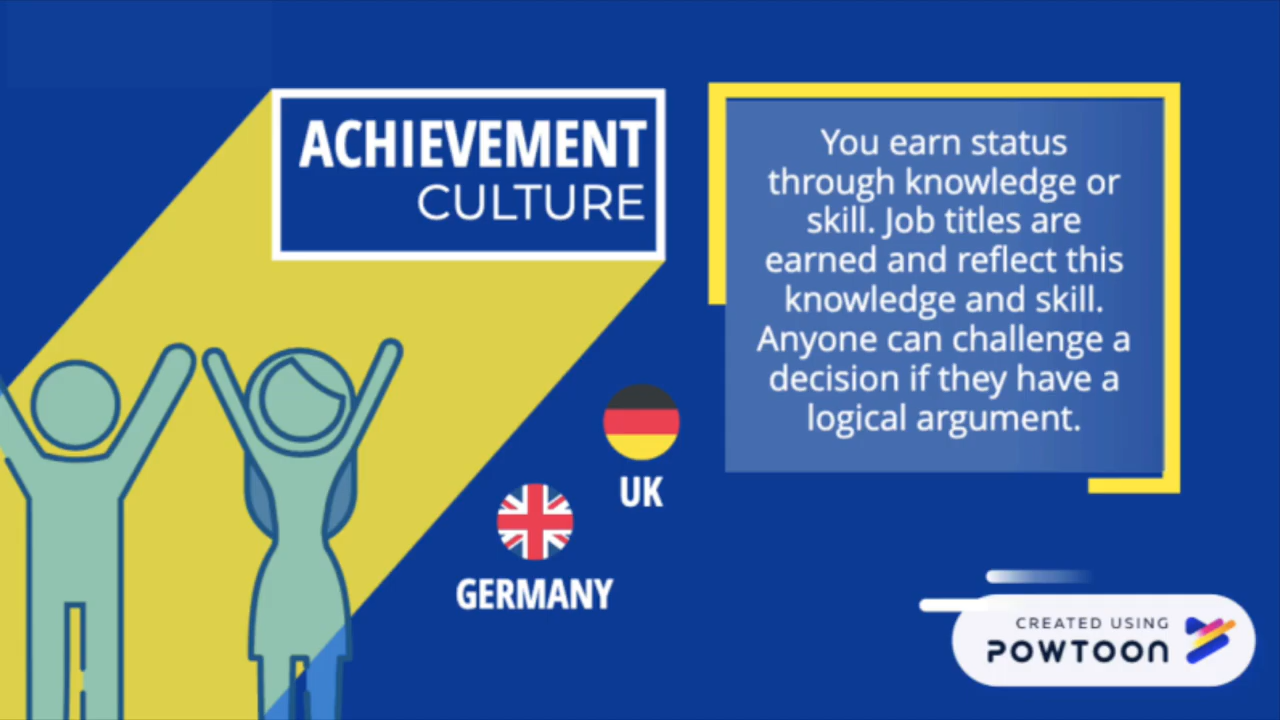 ACHIEVEMENT
CULTURE
You earn status
through knowledge or
skill. Job titles are
earned and reflect this
knowledge and skill.
Anyone can challenge a
decision if they have a
logical argument.
UK
GERMANY
CREATED USING
POWTOON